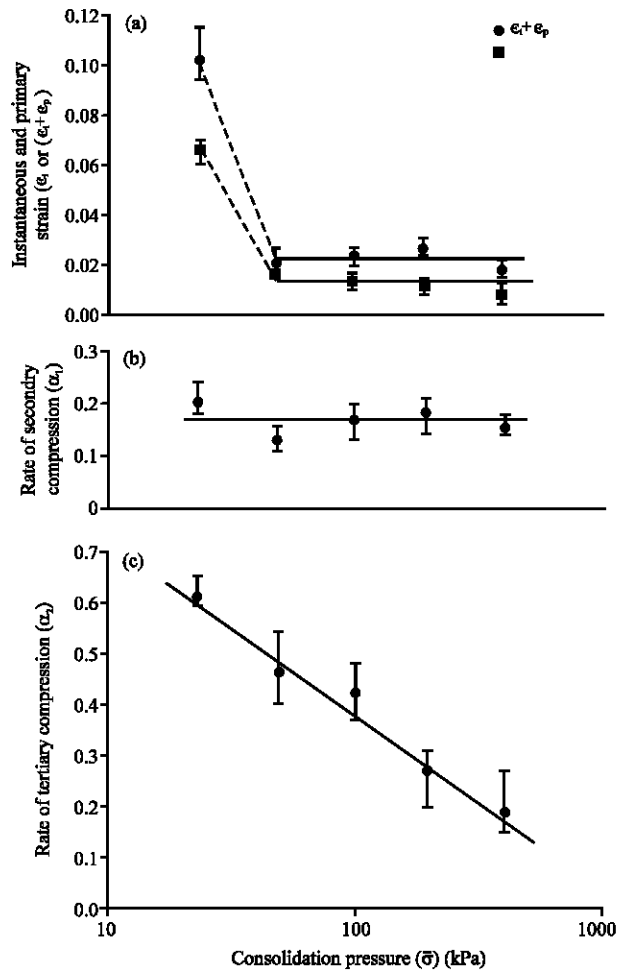 (a)
ϵᵢ+ ϵₚ
Instantaneous and primary
strain (ϵᵢ or (ϵᵢ+ ϵₚ)
0.12
0.10
0.08
0.06
0.04
0.02
0.00
(b)
Rate of secondry
compression (α₁)
0.3
0.2
0.1
0
(c)
Rate of tertiary compression (α₂)
0.7
0.6
0.5
0.4
0.3
0.2
0.1
0.0
10 100 1000
Consolidation pressure (σ̅) (kPa)